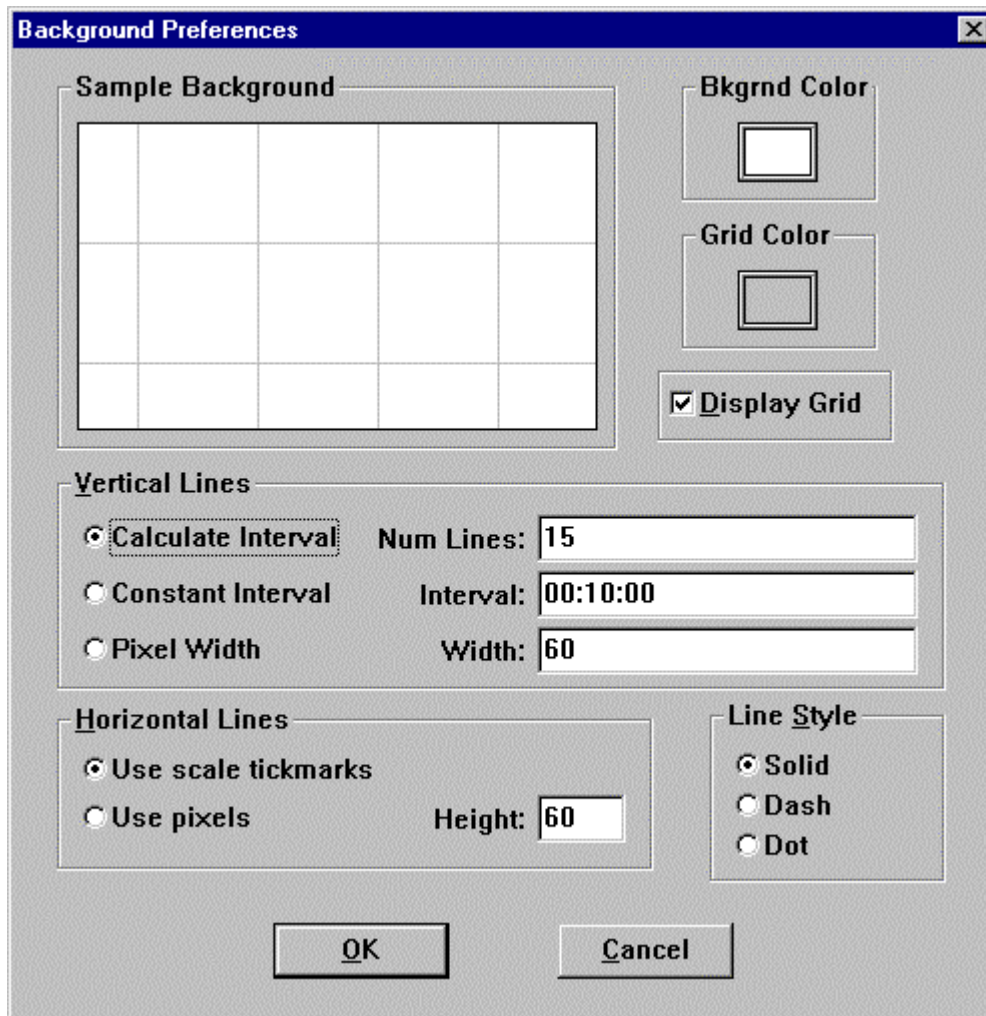 Background Preferences
Sample Background
Bkgrnd Color
Grid Color
Display Grid
Vertical Lines
Calculate Interval Num Lines: 15
Constant Interval Interval: 00:10:00
Pixel Width Width: 60
Horizontal Lines
Use scale tickmarks
Use pixels Height: 60
Line Style
Solid
Dash
Dot
OK Cancel